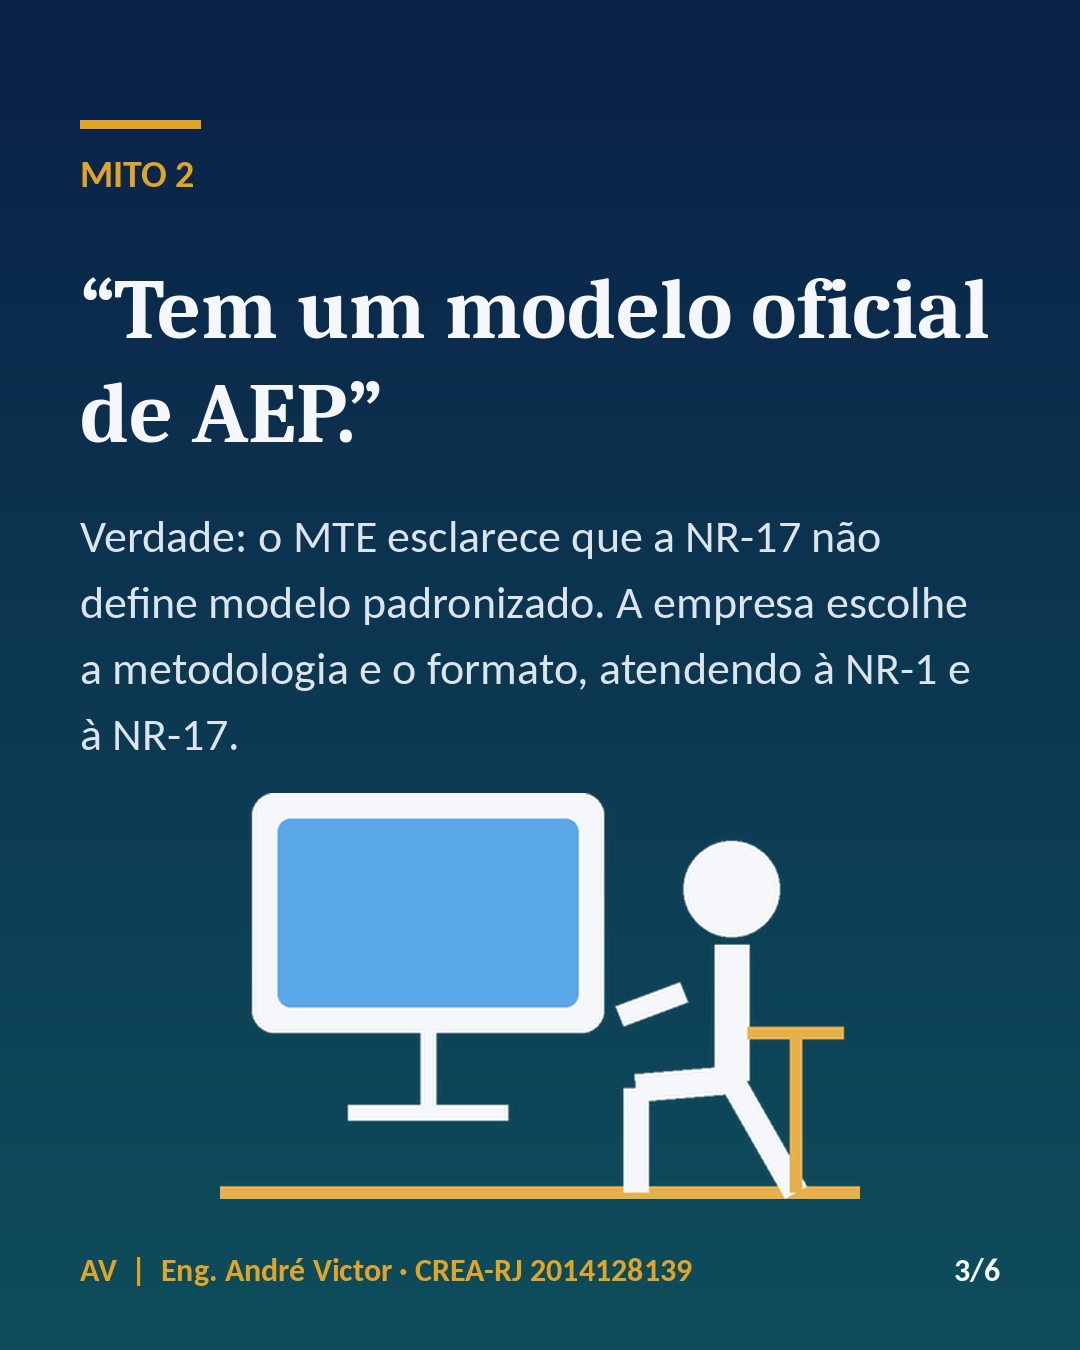 MITO 2
“Tem um modelo oficial
de AEP.”
Verdade: o MTE esclarece que a NR-17 não
define modelo padronizado. A empresa escolhe
a metodologia e o formato, atendendo à NR-1 e
à NR-17.
AV | Eng. André Victor · CREA-RJ 2014128139
3/6